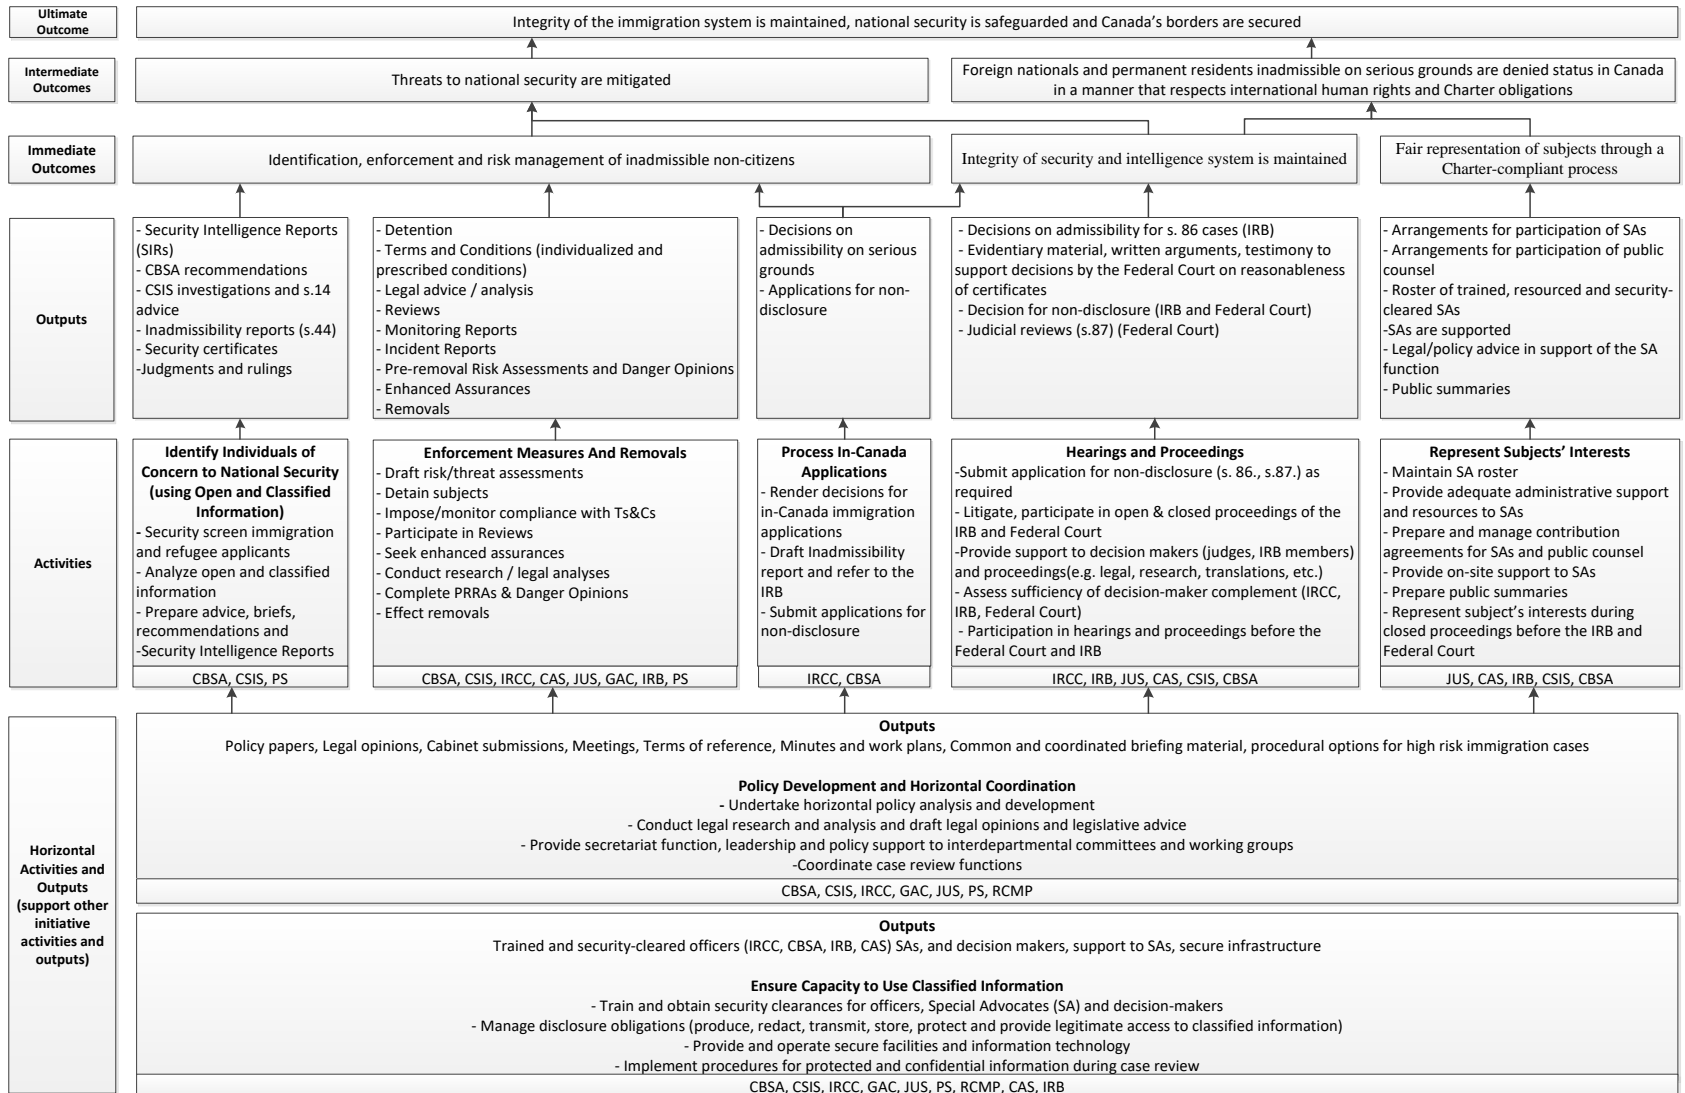 Ultimate
Outcome
Integrity of the immigration system is maintained, national security is safeguarded and Canada's borders are secured
Intermediate
Outcomes
Threats to national security are mitigated
Foreign nationals and permanent residents inadmissible on serious grounds are denied status in Canada
in a manner that respects international human rights and Charter obligations
Immediate
Outcomes
Identification, enforcement and risk management of inadmissible non-citizens
Integrity of security and intelligence system is maintained
Fair representation of subjects through a
Charter-compliant process
Outputs
- Security Intelligence Reports
(SIRs)
- CBSA recommendations
- CSIS investigations and s.14
advice
- Inadmissibility reports (s.44)
- Security certificates
-Judgments and rulings
- Detention
- Terms and Conditions (individualized and
prescribed conditions)
- Legal advice / analysis
- Reviews
- Monitoring Reports
- Incident Reports
- Pre-removal Risk Assessments and Danger Opinions
- Enhanced Assurances
- Removals
- Decisions on
admissibility on serious
grounds
- Applications for non-
disclosure
- Decisions on admissibility for s. 86 cases (IRB)
- Evidentiary material, written arguments, testimony to
support decisions by the Federal Court on reasonableness
of certificates
- Decision for non-disclosure (IRB and Federal Court)
- Judicial reviews (s.87) (Federal Court)
- Arrangements for participation of SAs
- Arrangements for participation of public
counsel
- Roster of trained, resourced and security-
cleared SAs
-SAs are supported
- Legal/policy advice in support of the SA
function
- Public summaries
Activities
Identify Individuals of
Concern to National Security
(using Open and Classified
Information)
- Security screen immigration
and refugee applicants
- Analyze open and classified
information
- Prepare advice, briefs,
recommendations and
-Security Intelligence Reports
CBSA, CSIS, PS
Enforcement Measures And Removals
- Draft risk/threat assessments
- Detain subjects
- Impose/monitor compliance with Ts&Cs
- Participate in Reviews
- Seek enhanced assurances
- Conduct research / legal analyses
- Complete PRRAs & Danger Opinions
- Effect removals
CBSA, CSIS, IRCC, CAS, JUS, GAC, IRB, PS
Process In-Canada
Applications
- Render decisions for
in-Canada immigration
applications
- Draft Inadmissibility
report and refer to the
IRB
- Submit applications for
non-disclosure
IRCC, CBSA
Hearings and Proceedings
-Submit application for non-disclosure (s. 86., s.87.) as
required
- Litigate, participate in open & closed proceedings of the
IRB and Federal Court
-Provide support to decision makers (judges, IRB members)
and proceedings(e.g. legal, research, translations, etc.)
- Assess sufficiency of decision-maker complement (IRCC,
IRB, Federal Court)
- Participation in hearings and proceedings before the
Federal Court and IRB
IRCC, IRB, JUS, CAS, CSIS, CBSA
Represent Subjects' Interests
- Maintain SA roster
- Provide adequate administrative support
and resources to SAs
- Prepare and manage contribution
agreements for SAs and public counsel
- Provide on-site support to SAs
- Prepare public summaries
- Represent subject's interests during
closed proceedings before the IRB and
Federal Court
JUS, CAS, IRB, CSIS, CBSA
Horizontal
Activities and
Outputs
(support other
initiative
activities and
outputs)
Outputs
Policy papers, Legal opinions, Cabinet submissions, Meetings, Terms of reference, Minutes and work plans, Common and coordinated briefing material, procedural options for high risk immigration cases
Policy Development and Horizontal Coordination
- Undertake horizontal policy analysis and development
- Conduct legal research and analysis and draft legal opinions and legislative advice
- Provide secretariat function, leadership and policy support to interdepartmental committees and working groups
-Coordinate case review functions
CBSA, CSIS, IRCC, GAC, JUS, PS, RCMP
Outputs
Trained and security-cleared officers (IRCC, CBSA, IRB, CAS) SAs, and decision makers, support to SAs, secure infrastructure
Ensure Capacity to Use Classified Information
- Train and obtain security clearances for officers, Special Advocates (SA) and decision-makers
- Manage disclosure obligations (produce, redact, transmit, store, protect and provide legitimate access to classified information)
- Provide and operate secure facilities and information technology
- Implement procedures for protected and confidential information during case review
CBSA, CSIS, IRCC, GAC, JUS, PS, RCMP, CAS, IRB